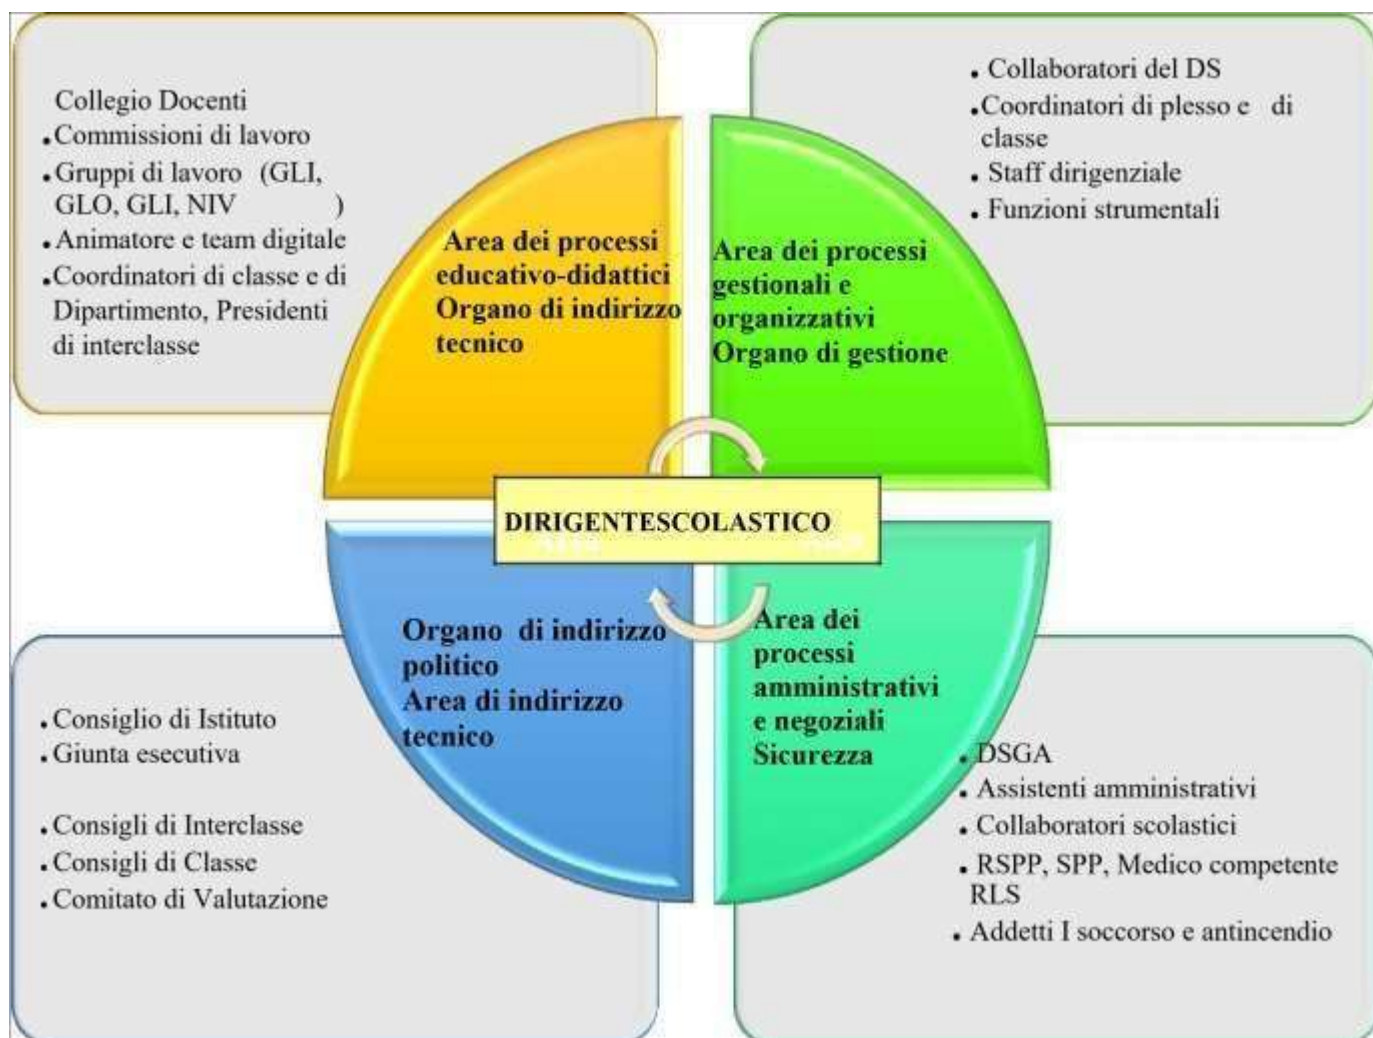 Collegio Docenti
.Commissioni di lavoro
.Gruppi di lavoro (GLI,
GLO, GLI, NIV )
.Animatore e team digitale
.Coordinatori di classe e di
Dipartimento, Presidenti
di interclasse
. Collaboratori del DS
.Coordinatori di plesso e di
classe
. Staff dirigenziale
. Funzioni strumentali
Area dei processi
educativo-didattici
Organo di indirizzo
tecnico
Area dei processi
gestionali e
organizzativi
Organo di gestione
DIRIGENTESCOLASTICO
Organo di indirizzo
politico
Area di indirizzo
tecnico
Area dei
processi
amministrativi
e negoziali
Sicurezza
.Consiglio di Istituto
.Giunta esecutiva
.Consigli di Interclasse
.Consigli di Classe
.Comitato di Valutazione
. DSGA
. Assistenti amministrativi
. Collaboratori scolastici
. RSPP, SPP, Medico competente
RLS
. Addetti I soccorso e antincendio